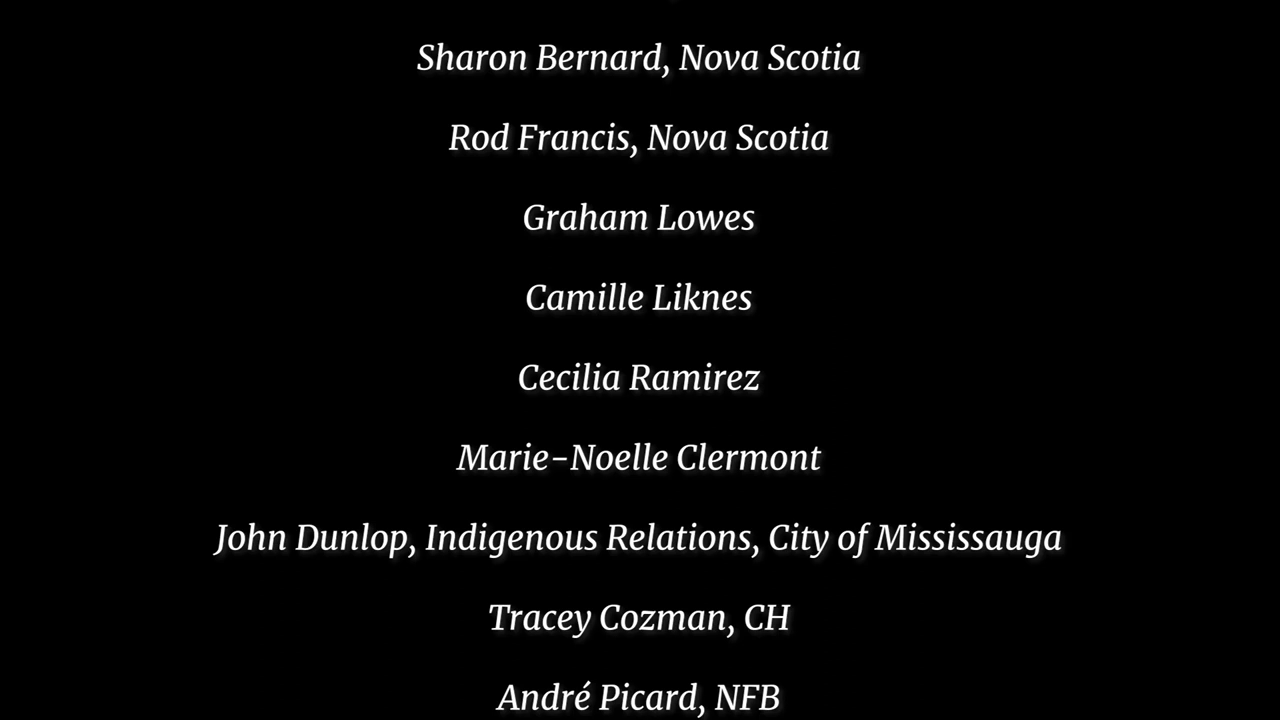 Sharon Bernard, Nova Scotia
Rod Francis, Nova Scotia
Graham Lowes
Camille Liknes
Cecilia Ramirez
Marie-Noelle Clermont
John Dunlop, Indigenous Relations, City of Mississauga
Tracey Cozman, CH
André Picard, NFB